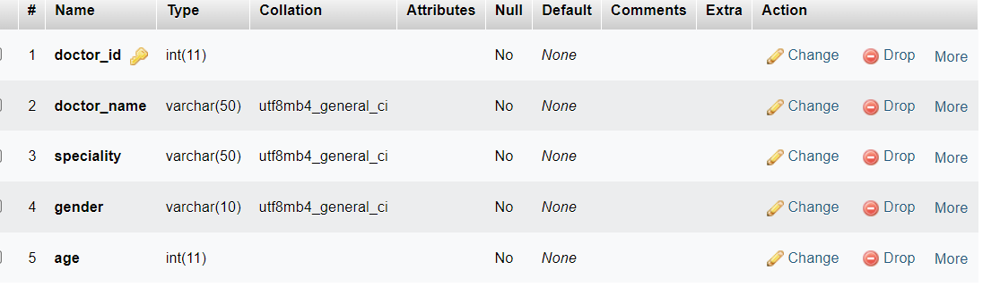 # Name Type Collation Attributes Null Default Comments Extra Action
1 doctor_id int(11) No None Change Drop More
2 doctor_name varchar(50) utf8mb4_general_ci No None Change Drop More
3 speciality varchar(50) utf8mb4_general_ci No None Change Drop More
4 gender varchar(10) utf8mb4_general_ci No None Change Drop More
5 age int(11) No None Change Drop More